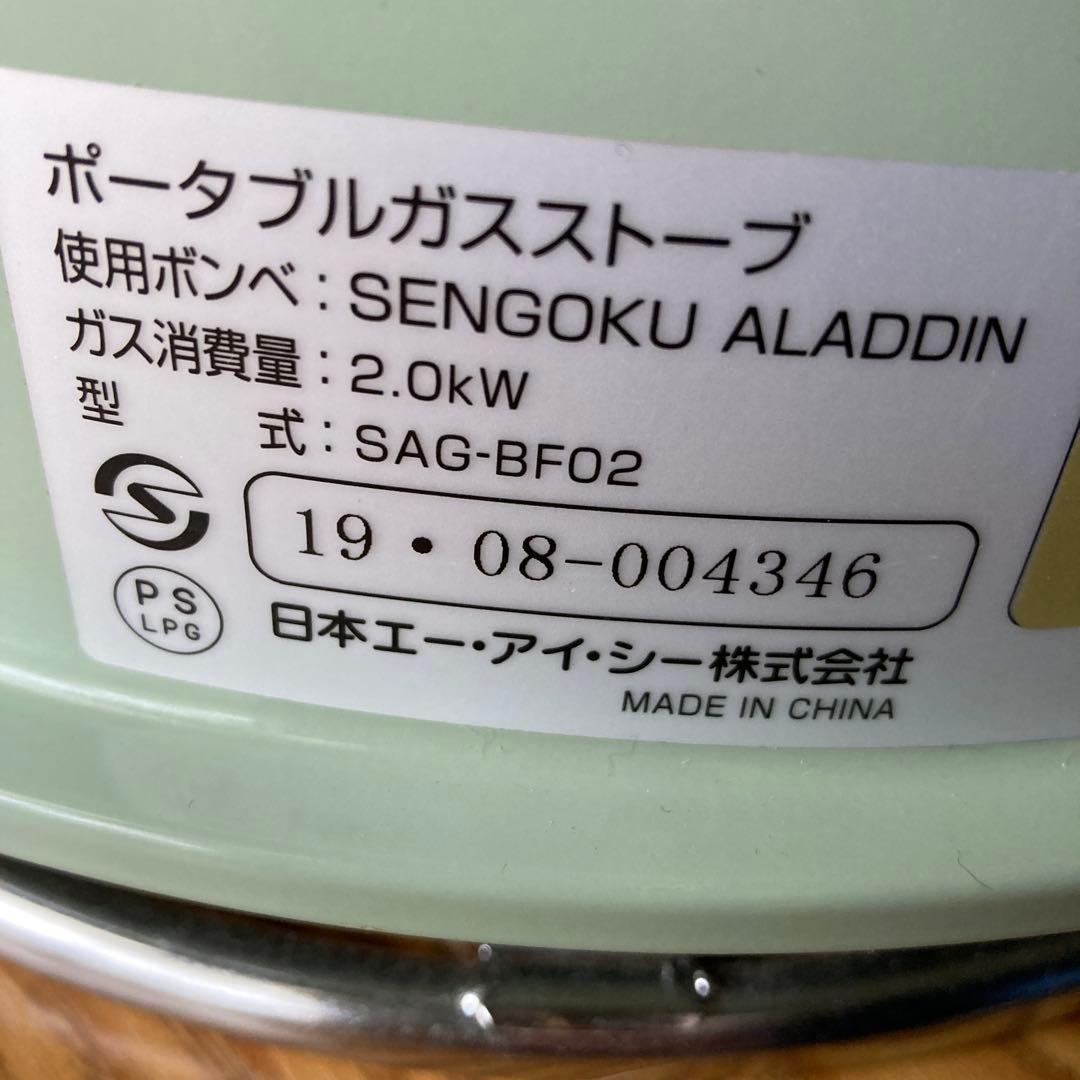 ポータブルガスストーブ
使用ボンベ：SENGOKU ALADDIN
ガス消費量：2.0kW
型　　式：SAG-BF02
19・08-004346
PS
LPG
日本エー・アイ・シー株式会社
MADE IN CHINA